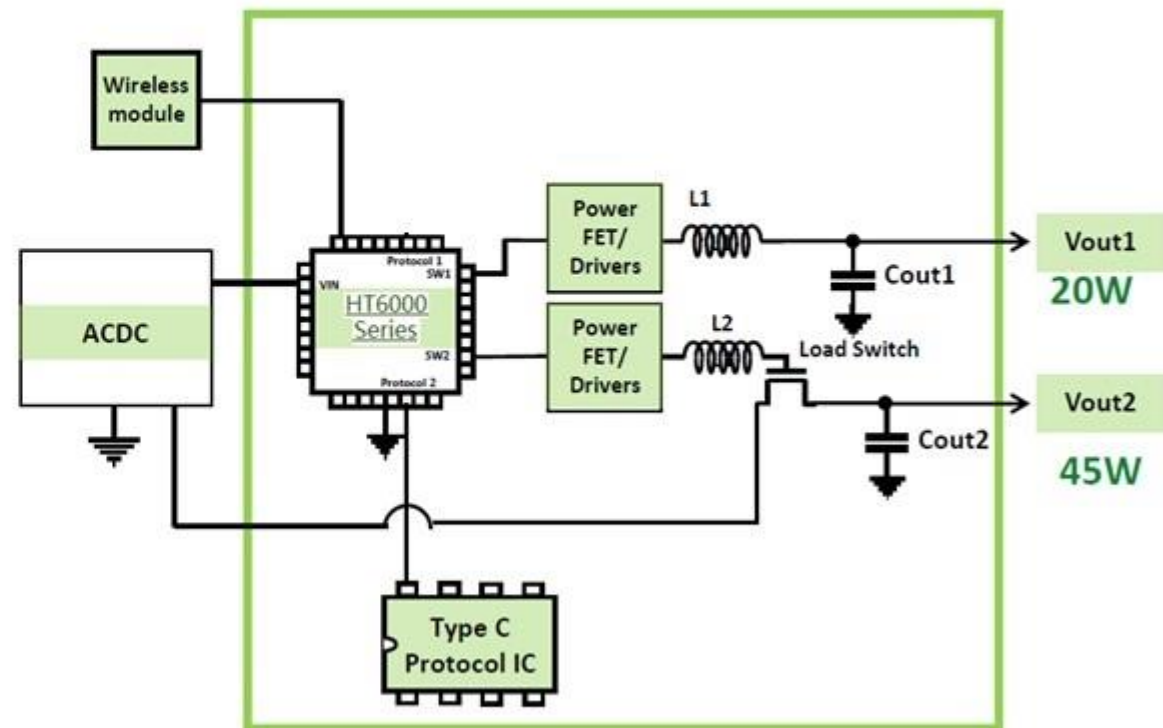 Wireless
module
ACDC
Protocol 1
SW1
VIN
HT6000
Series
SW2
Protocol 2
Power
FET/
Drivers
L1
Cout1
Vout1
20W
Power
FET/
Drivers
L2
Load Switch
Cout2
Vout2
45W
Type C
Protocol IC